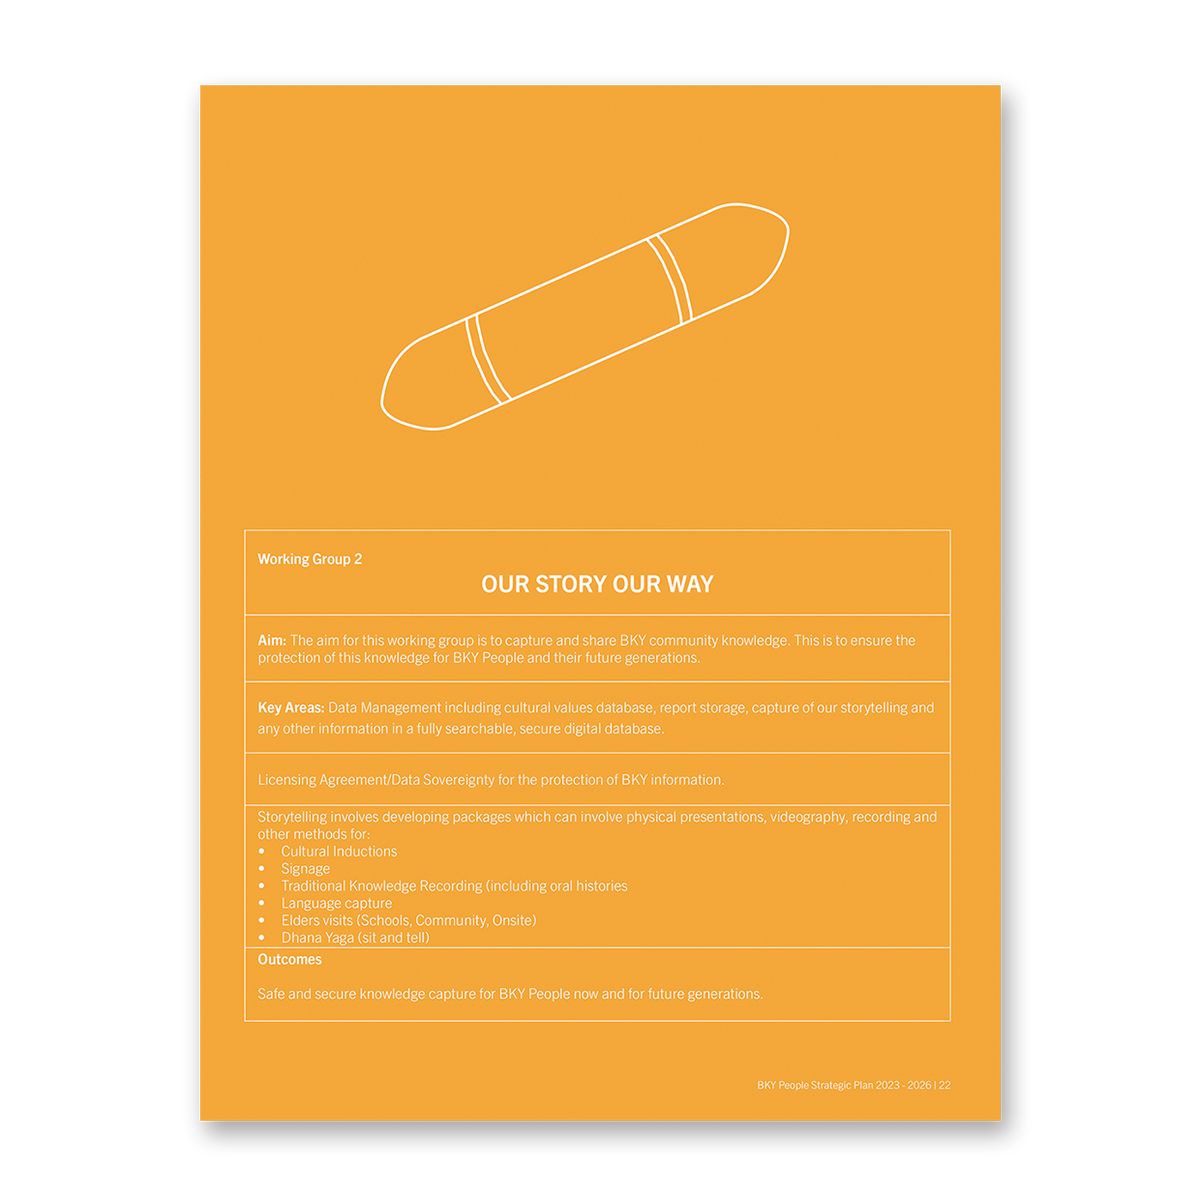 Working Group 2
OUR STORY OUR WAY
Aim: The aim for this working group is to capture and share BKY community knowledge. This is to ensure the
protection of this knowledge for BKY People and their future generations.
Key Areas: Data Management including cultural values database, report storage, capture of our storytelling and
any other information in a fully searchable, secure digital database.
Licensing Agreement/Data Sovereignty for the protection of BKY information.
Storytelling involves developing packages which can involve physical presentations, videography, recording and
other methods for:
• Cultural Inductions
• Signage
• Traditional Knowledge Recording (including oral histories
• Language capture
• Elders visits (Schools, Community, Onsite)
• Dhana Yaga (sit and tell)
Outcomes
Safe and secure knowledge capture for BKY People now and for future generations.
BKY People Strategic Plan 2023 - 2026 | 22